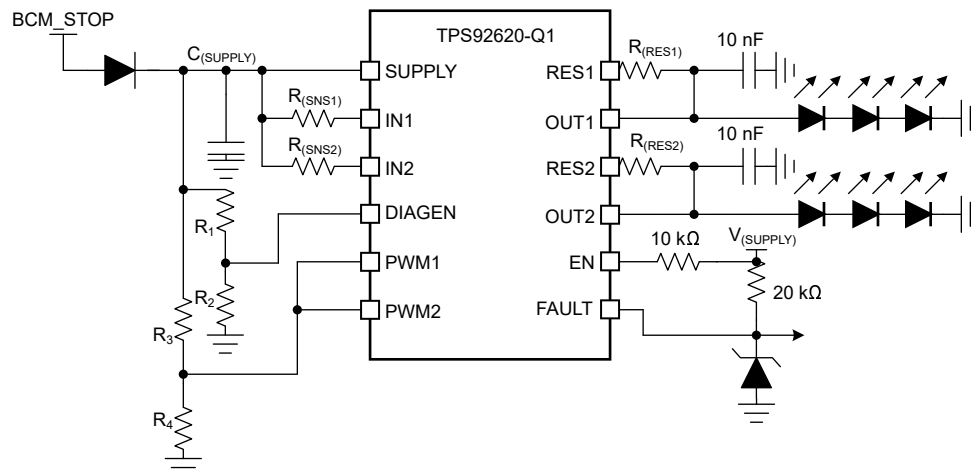 BCM_STOP
C(SUPPLY)
TPS92620-Q1
R(RES1)
10 nF
SUPPLY
RES1
R(SNS1)
IN1
OUT1
R(SNS2)
R(RES2)
10 nF
IN2
RES2
R1
DIAGEN
OUT2
10 kΩ
V(SUPPLY)
PWM1
EN
R2
20 kΩ
R3
PWM2
FAULT
R4